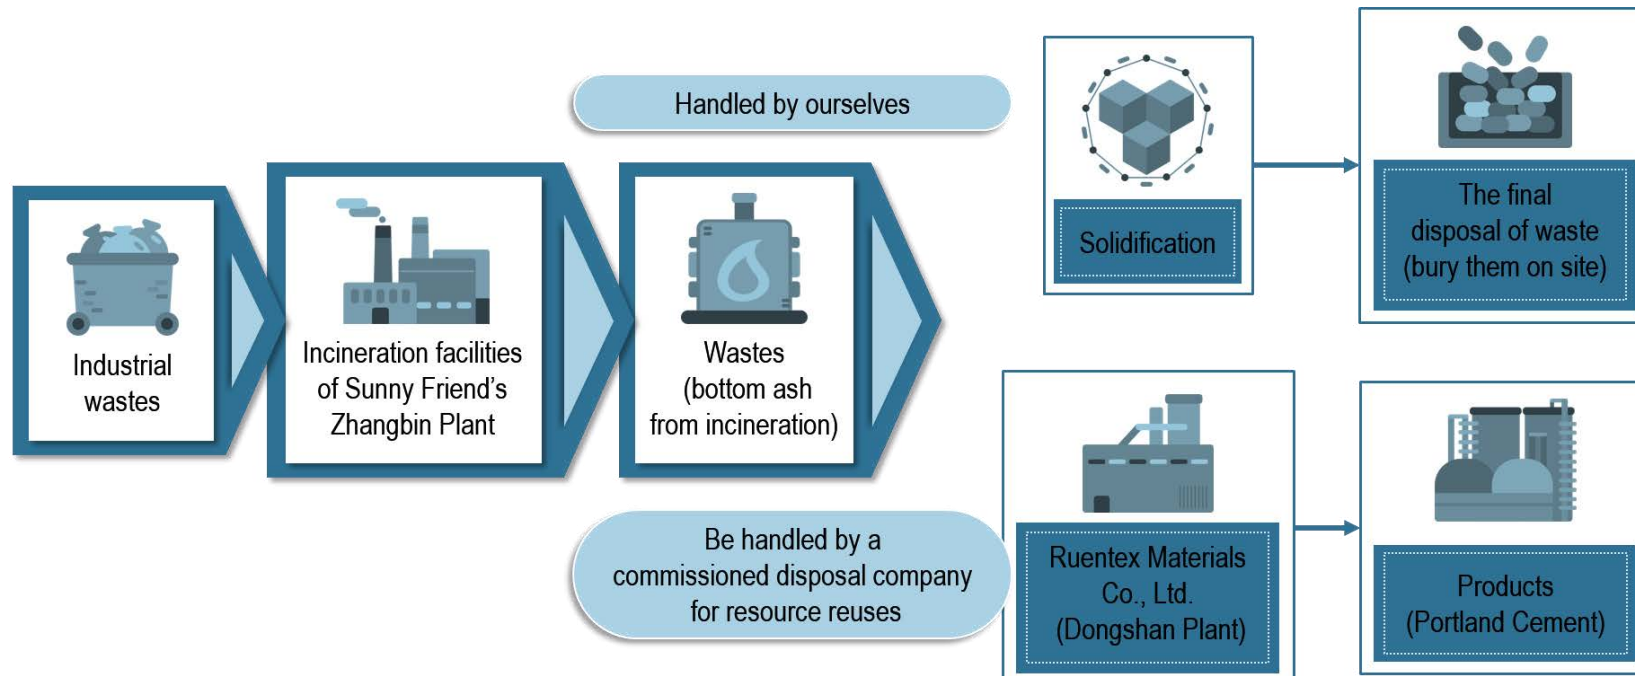 Handled by ourselves
Industrial
wastes
Incineration facilities
of Sunny Friend’s
Zhangbin Plant
Wastes
(bottom ash
from incineration)
Solidification
The final
disposal of waste
(bury them on site)
Be handled by a
commissioned disposal company
for resource reuses
Ruentex Materials
Co., Ltd.
(Dongshan Plant)
Products
(Portland Cement)